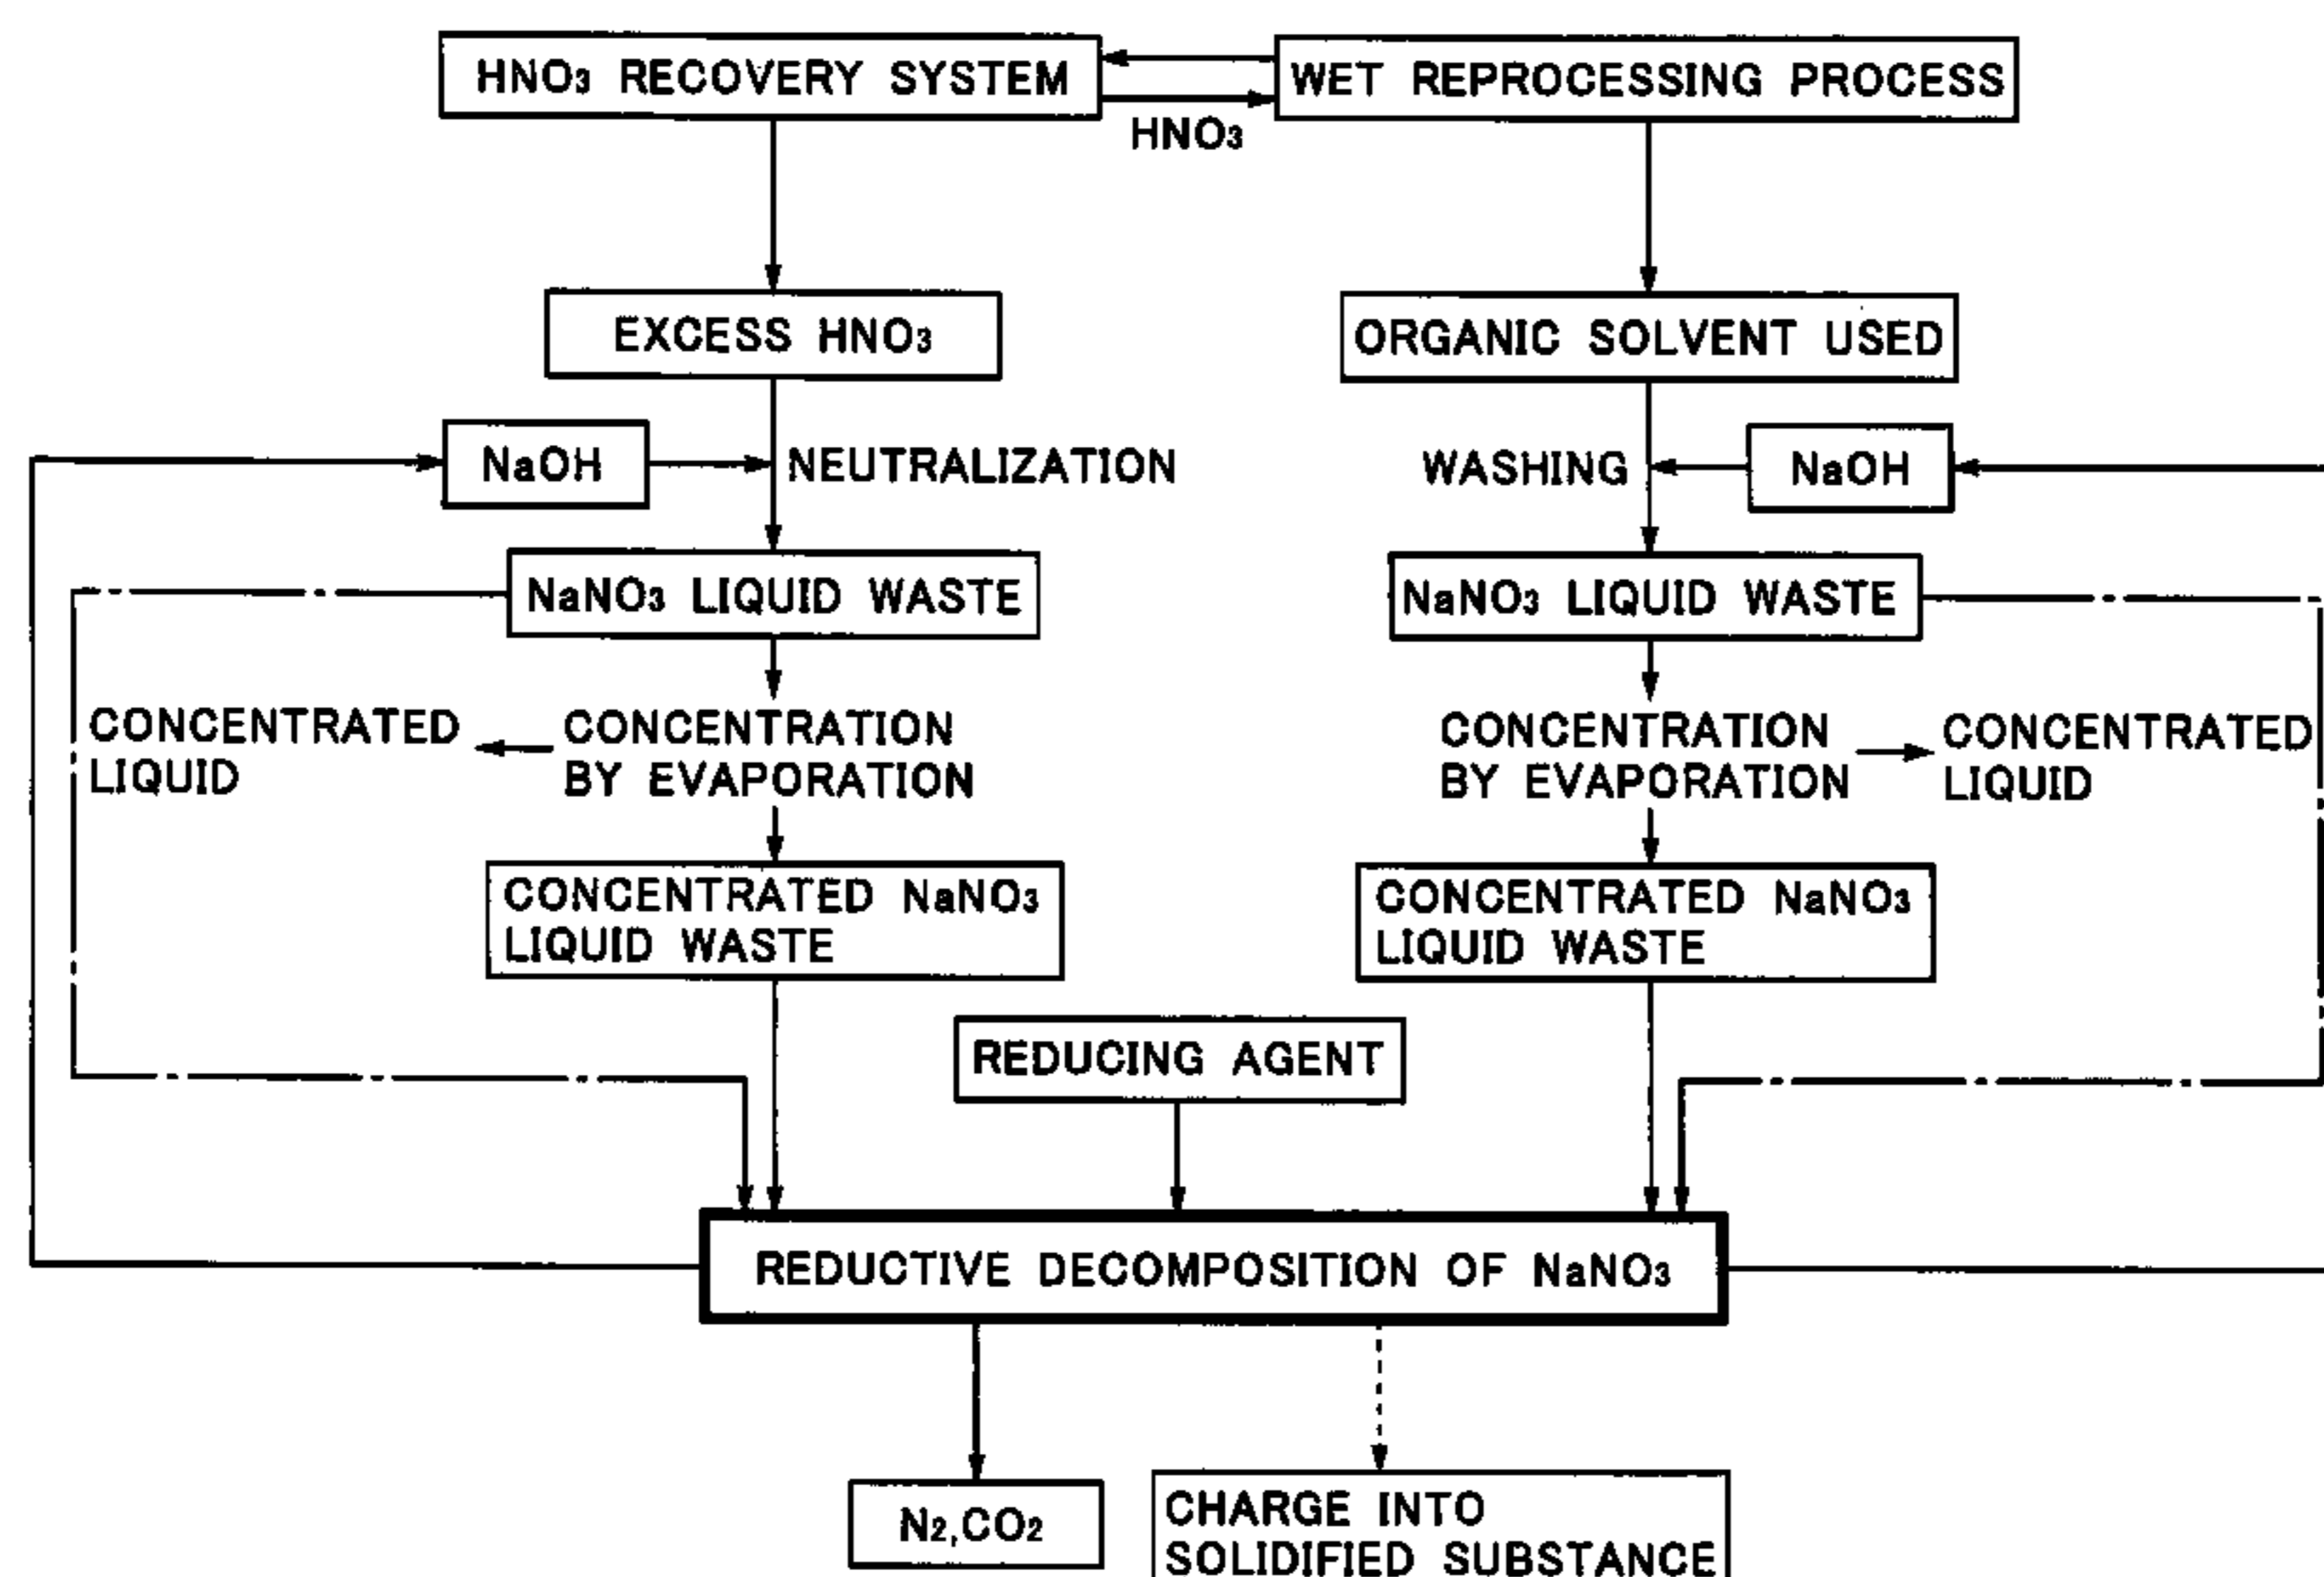 HNO3 RECOVERY SYSTEM
WET REPROCESSING PROCESS
HNO3
EXCESS HNO3
ORGANIC SOLVENT USED
NaOH
NEUTRALIZATION
WASHING
NaOH
NaNO3 LIQUID WASTE
NaNO3 LIQUID WASTE
CONCENTRATED
LIQUID
CONCENTRATION
BY EVAPORATION
CONCENTRATION
BY EVAPORATION
CONCENTRATED
LIQUID
CONCENTRATED NaNO3
LIQUID WASTE
CONCENTRATED NaNO3
LIQUID WASTE
REDUCING AGENT
REDUCTIVE DECOMPOSITION OF NaNO3
N2,CO2
CHARGE INTO
SOLIDIFIED SUBSTANCE